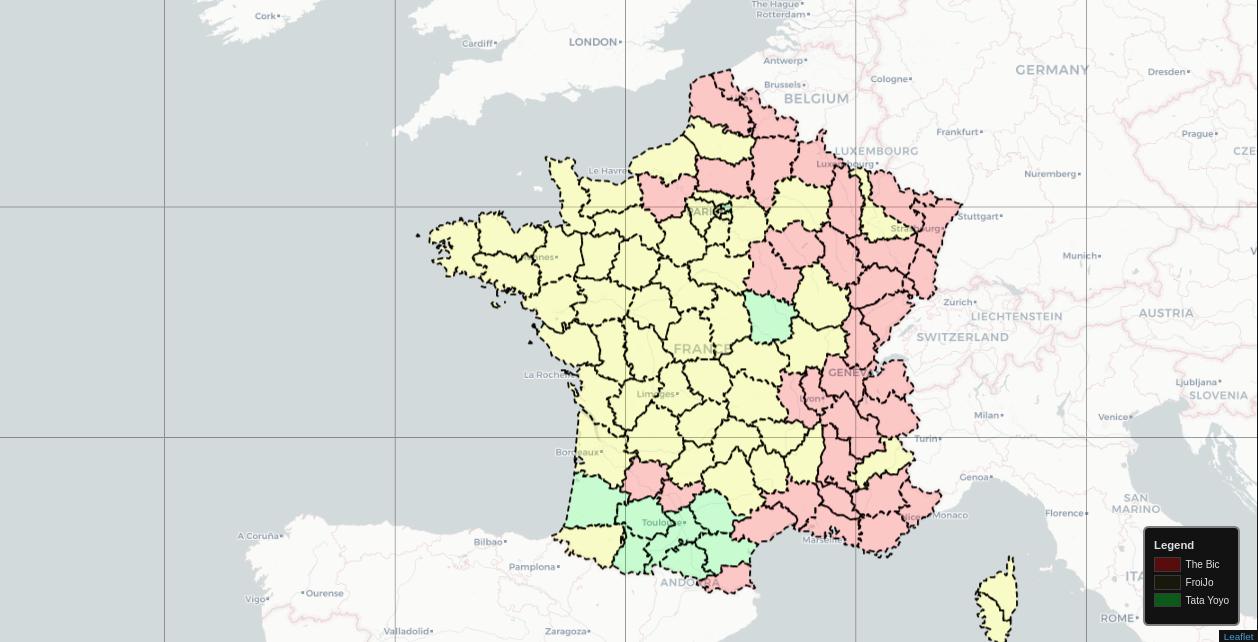 The Hague
Rotterdam
Cork
Cardiff
LONDON
Antwerp
GERMANY
Dresden
Cologne
Brussels
BELGIUM
Frankfurt
Prague
LUXEMBOURG
CZE
Luxembourg
Le Havre
Nuremberg
PARIS
Stuttgart
Strasbourg
Rennes
Munich
Zürich
LIECHTENSTEIN
AUSTRIA
SWITZERLAND
FRANCE
La Rochelle
GENEVA
Ljubljana
Limoges
SLOVENIA
Lyon
Milan
Venice
Turin
Bordeaux
Genoa
SAN
MARINO
Toulouse
Nice
Monaco
Florence
A Coruña
Bilbao
Marseille
Legend
Pamplona
The Bic
ANDORRA
ITA
FroiJo
Vigo
Ourense
Tata Yoyo
ROME
Valladolid
Zaragoza
Leaflet